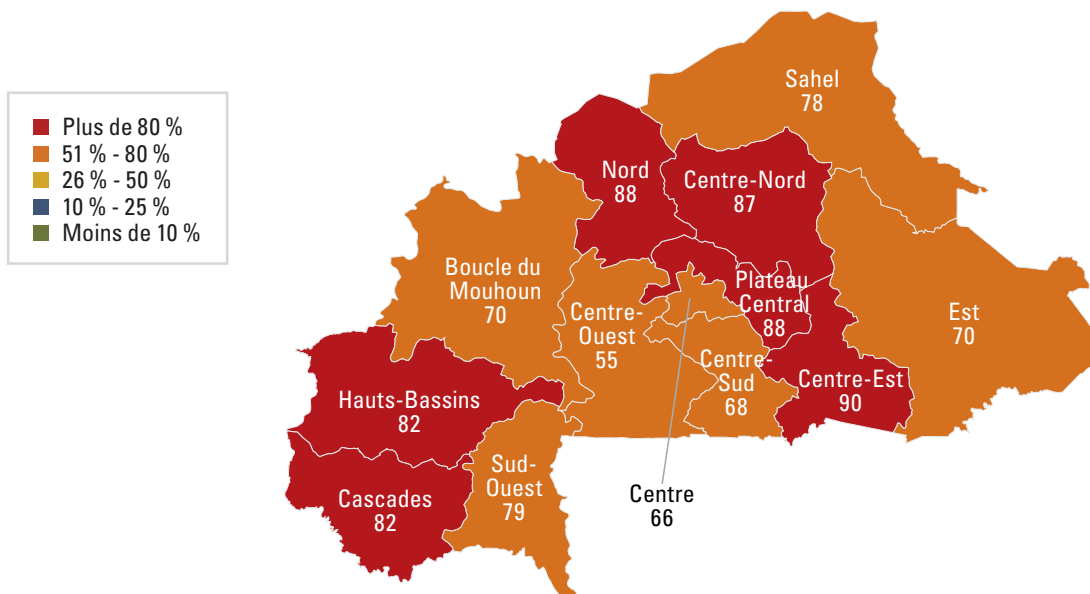 Plus de 80 %
51 % - 80 %
26 % - 50 %
10 % - 25 %
Moins de 10 %
Sahel
78
Nord
88
Centre-Nord
87
Boucle du
Mouhoun
70
Plateau
Central
88
Centre-
Ouest
55
Est
70
Centre-
Sud
68
Centre-Est
90
Hauts-Bassins
82
Sud-
Ouest
79
Cascades
82
Centre
66